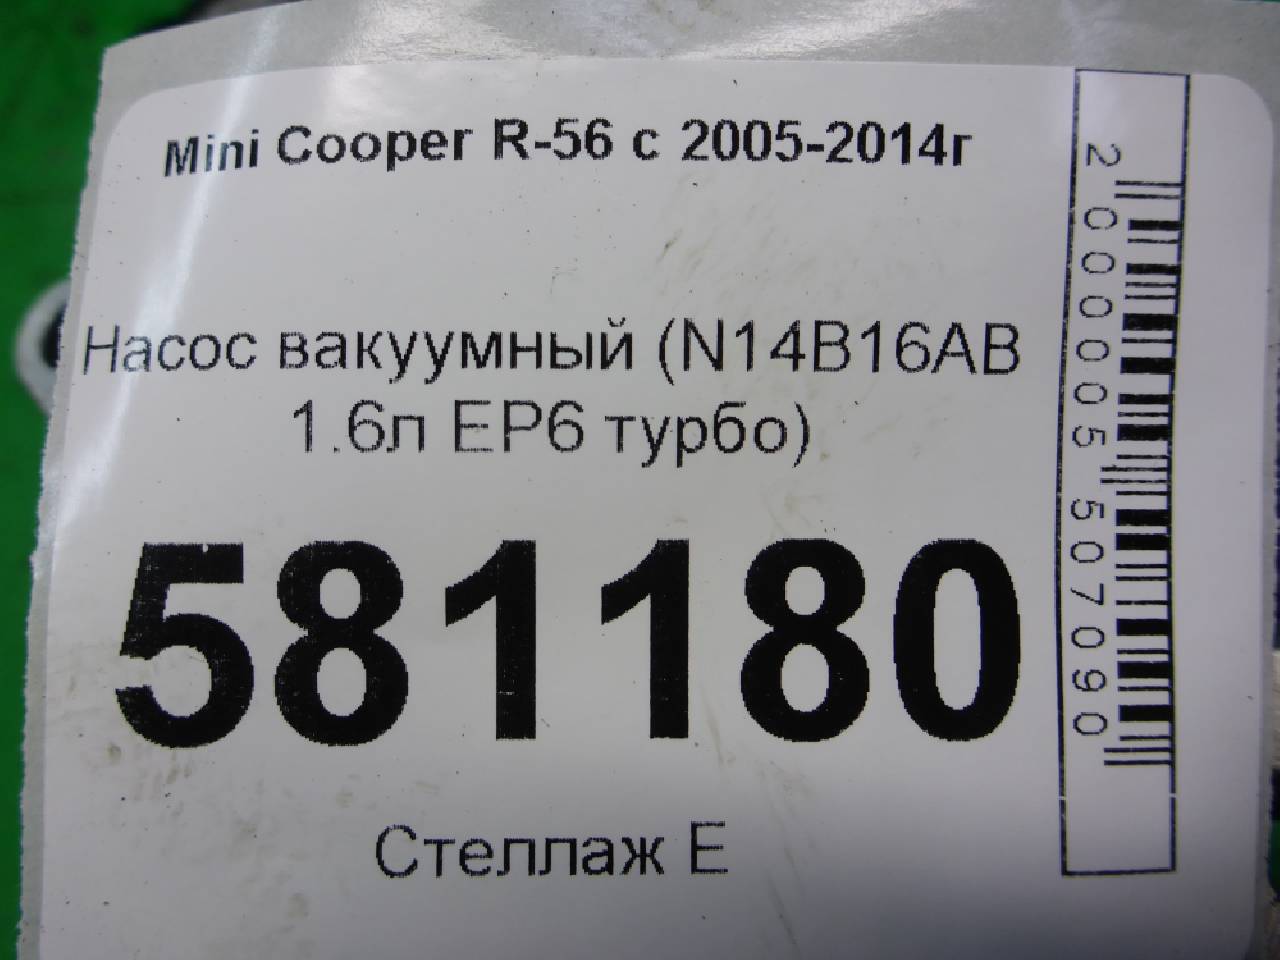 Mini Cooper R-56 с 2005-2014г
Насос вакуумный (N14B16AB
1.6л EP6 турбо)
581180
Стеллаж Е
2000005507090